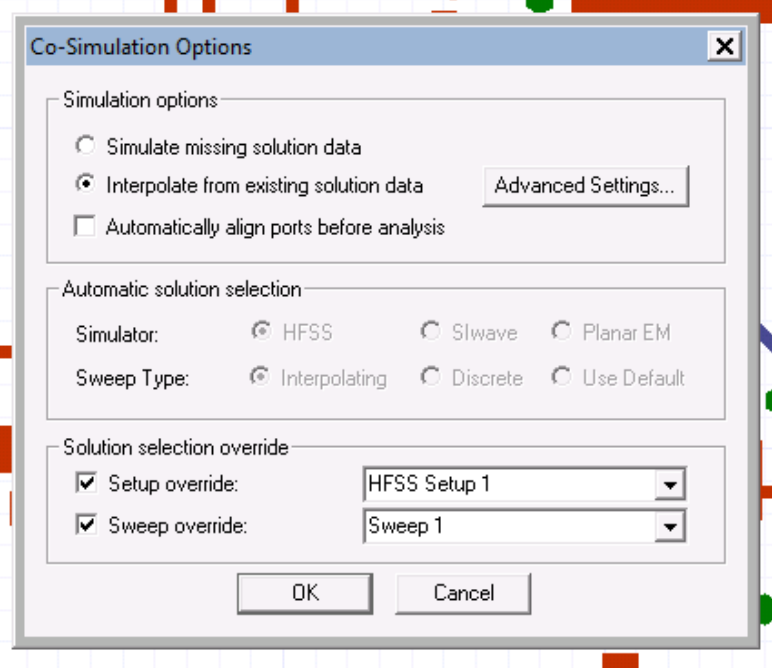 Co-Simulation Options
Simulation options
Simulate missing solution data
Interpolate from existing solution data Advanced Settings...
Automatically align ports before analysis
Automatic solution selection
Simulator: HFSS SIwave Planar EM
Sweep Type: Interpolating Discrete Use Default
Solution selection override
Setup override: HFSS Setup 1
Sweep override: Sweep 1
OK Cancel